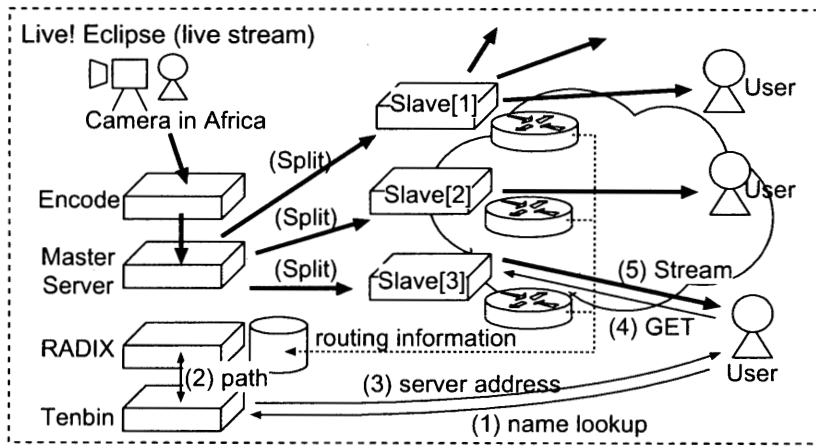 Live! Eclipse (live stream)
Camera in Africa
Encode
Master
Server
RADIX
Tenbin
(Split)
(Split)
(Split)
Slave[1]
Slave[2]
Slave[3]
User
User
(5) Stream
(4) GET
User
routing information
(2) path
(3) server address
(1) name lookup